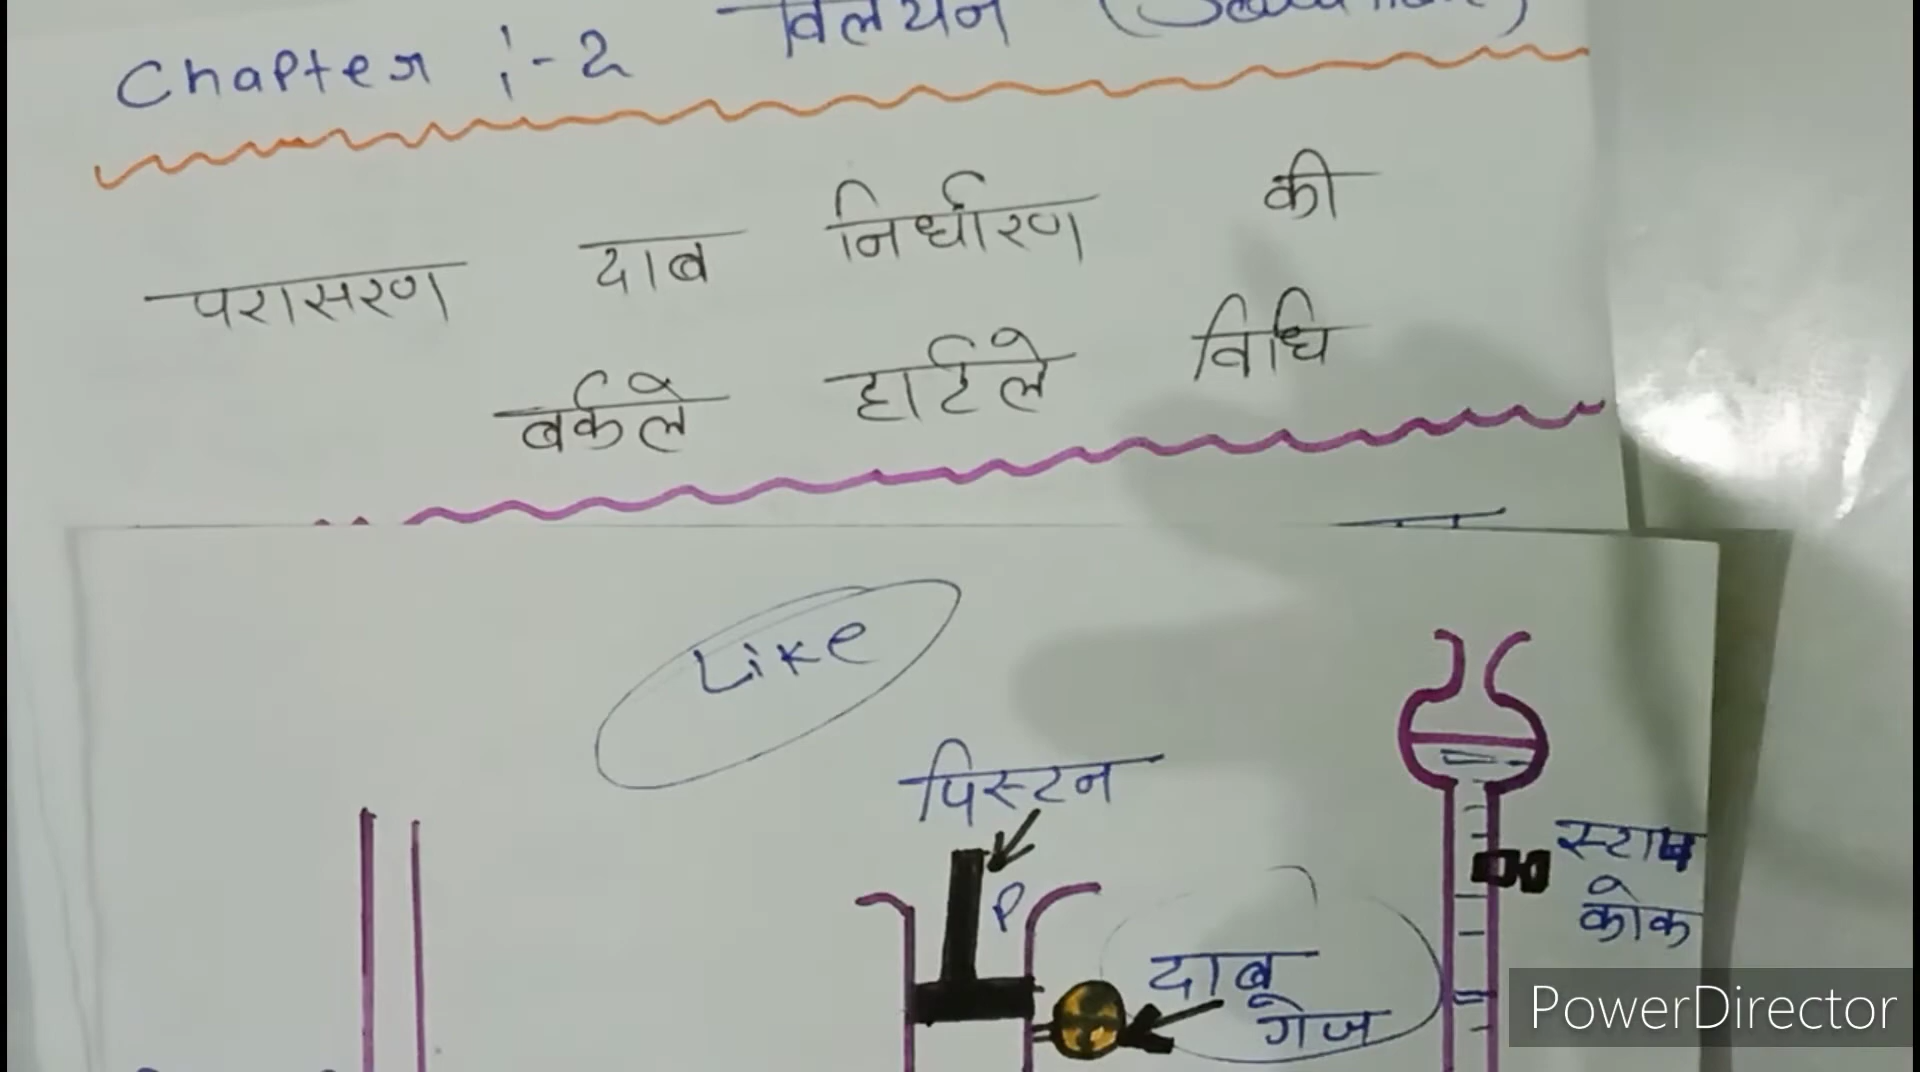 Chapter :- 2 विलयन
परासरण दाब निर्धारण की
बर्कले हार्टले विधि
Like
पिस्टन
P
स्टाप
कोक
दाब
गेज
PowerDirector